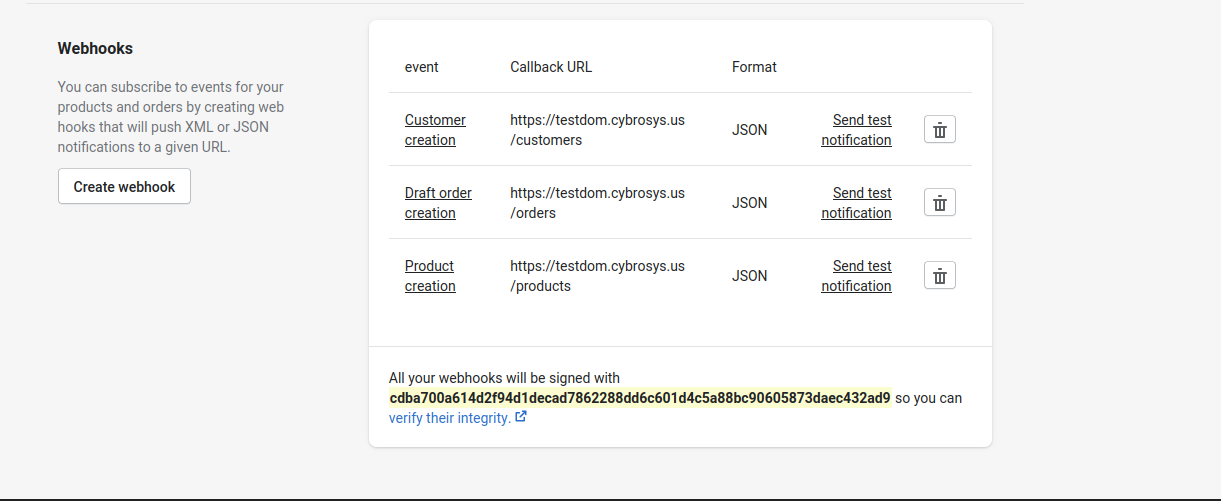 Webhooks
You can subscribe to events for your
products and orders by creating web
hooks that will push XML or JSON
notifications to a given URL.
Create webhook
event Callback URL Format
Customer creation https://testdom.cybrosys.us/customers JSON Send test notification
Draft order creation https://testdom.cybrosys.us/orders JSON Send test notification
Product creation https://testdom.cybrosys.us/products JSON Send test notification
All your webhooks will be signed with
cdba700a614d2f94d1decad7862288dd6c601d4c5a88bc90605873daec432ad9 so you can
verify their integrity.